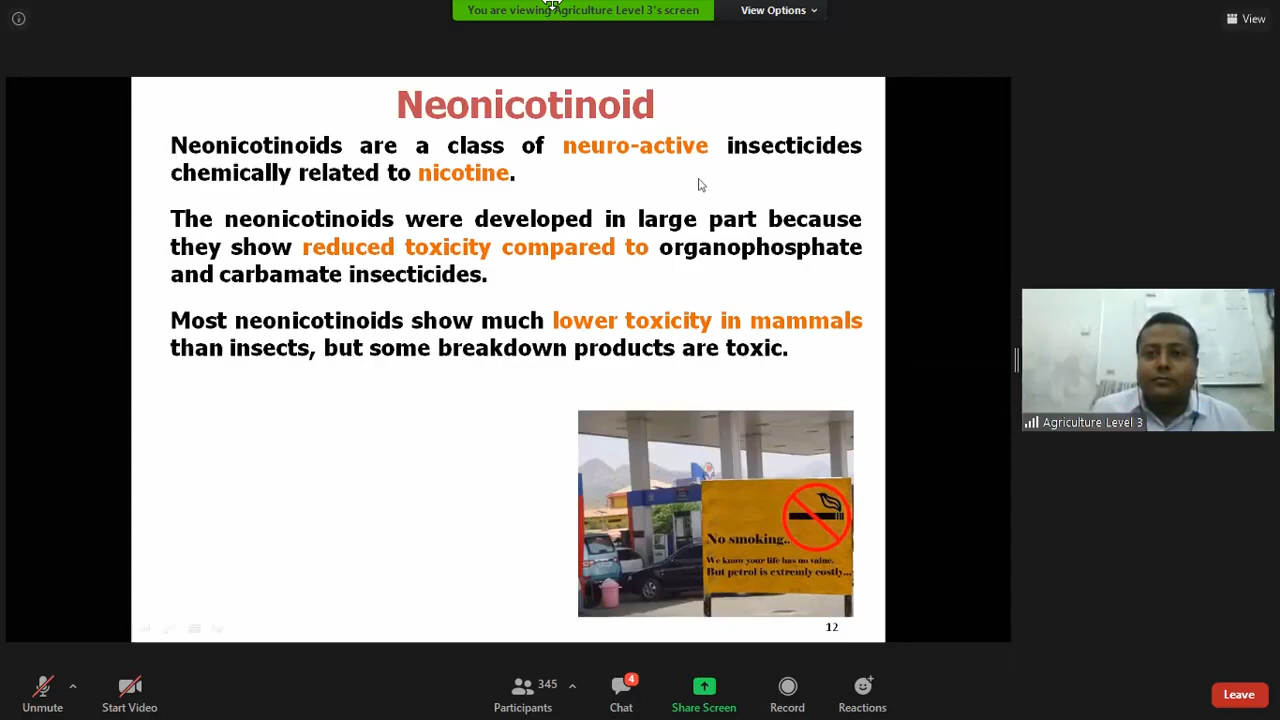 You are viewing Agriculture Level 3's screen
View Options
View
Neonicotinoid
Neonicotinoids are a class of neuro-active insecticides
chemically related to nicotine.
The neonicotinoids were developed in large part because
they show reduced toxicity compared to organophosphate
and carbamate insecticides.
Most neonicotinoids show much lower toxicity in mammals
than insects, but some breakdown products are toxic.
No smoking..
We know your life has no value,
But petrol is extremly costly...
12
Agriculture Level 3
Unmute
Start Video
345
Participants
4
Chat
Share Screen
Record
Reactions
Leave